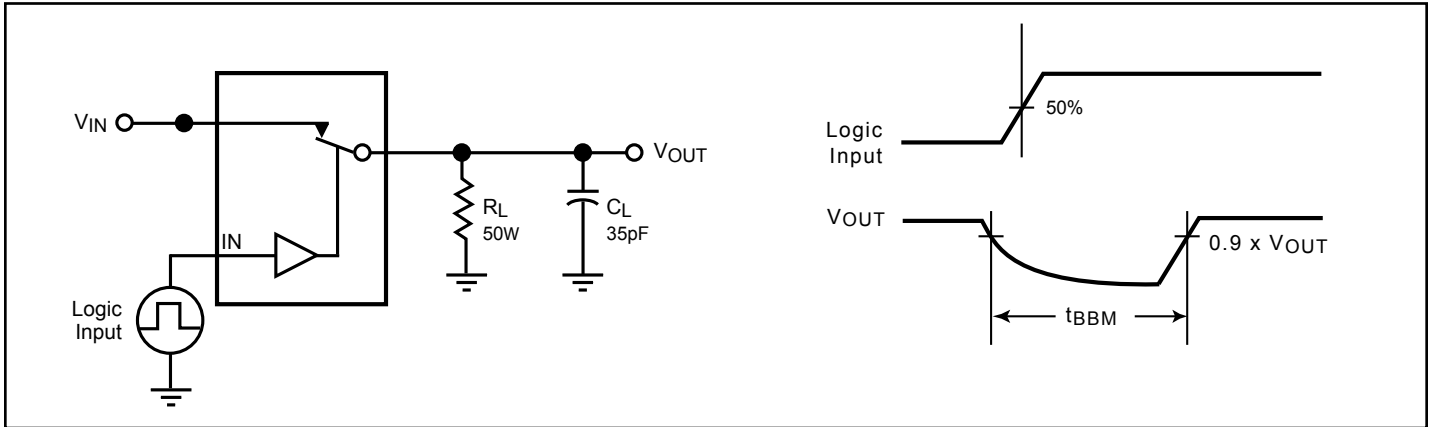 VIN
IN
Logic
Input
RL
50W
CL
35pF
VOUT
Logic
Input
50%
VOUT
0.9 x VOUT
tBBM